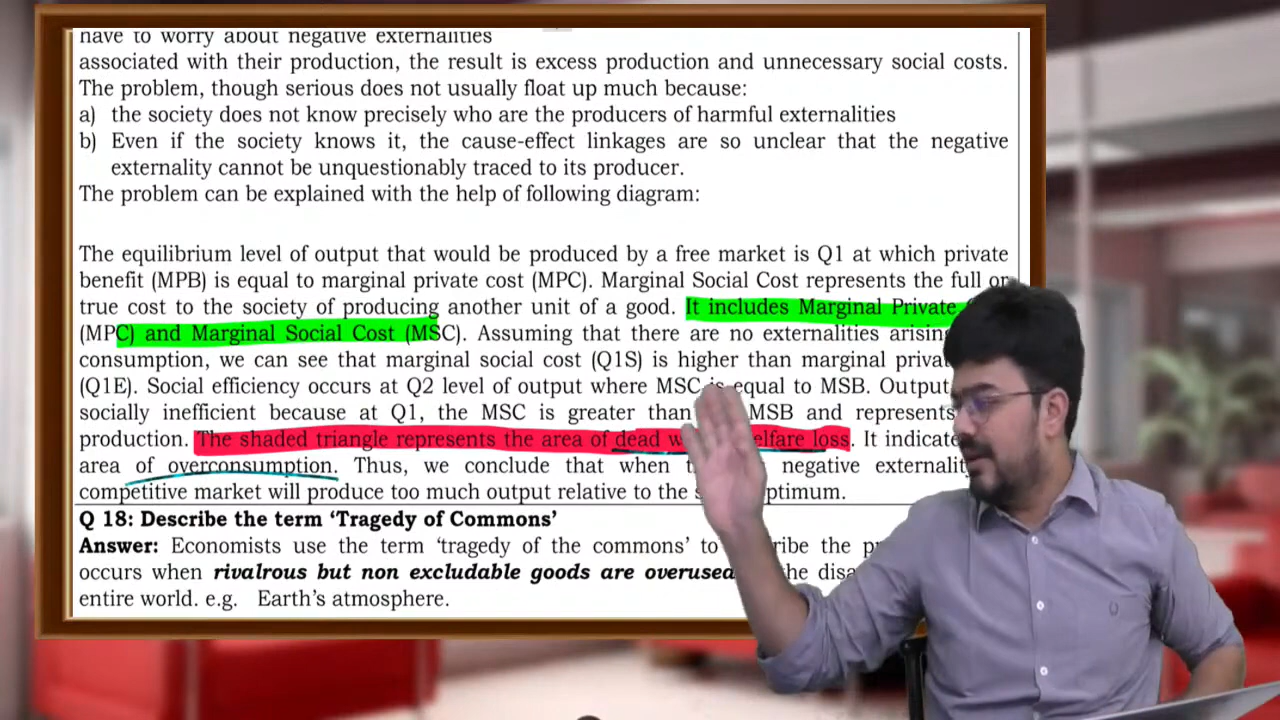 have to worry about negative externalities
associated with their production, the result is excess production and unnecessary social costs.
The problem, though serious does not usually float up much because:
a) the society does not know precisely who are the producers of harmful externalities
b) Even if the society knows it, the cause-effect linkages are so unclear that the negative
externality cannot be unquestionably traced to its producer.
The problem can be explained with the help of following diagram:
The equilibrium level of output that would be produced by a free market is Q1 at which private
benefit (MPB) is equal to marginal private cost (MPC). Marginal Social Cost represents the full or
true cost to the society of producing another unit of a good. It includes Marginal Private
(MPC) and Marginal Social Cost (MSC). Assuming that there are no externalities arising
consumption, we can see that marginal social cost (Q1S) is higher than marginal
(Q1E). Social efficiency occurs at Q2 level of output where MSC is equal to MSB. Output
socially inefficient because at Q1, the MSC is greater than MSB and represents
production. The shaded triangle represents the area of dead loss. It
area of overconsumption. Thus, we conclude that when negative
competitive market will produce too much output relative to the
Q 18: Describe the term ‘Tragedy of Commons’
Answer: Economists use the term ‘tragedy of the commons’ to the
occurs when rivalrous but non excludable goods are overused the
entire world. e.g. Earth’s atmosphere.